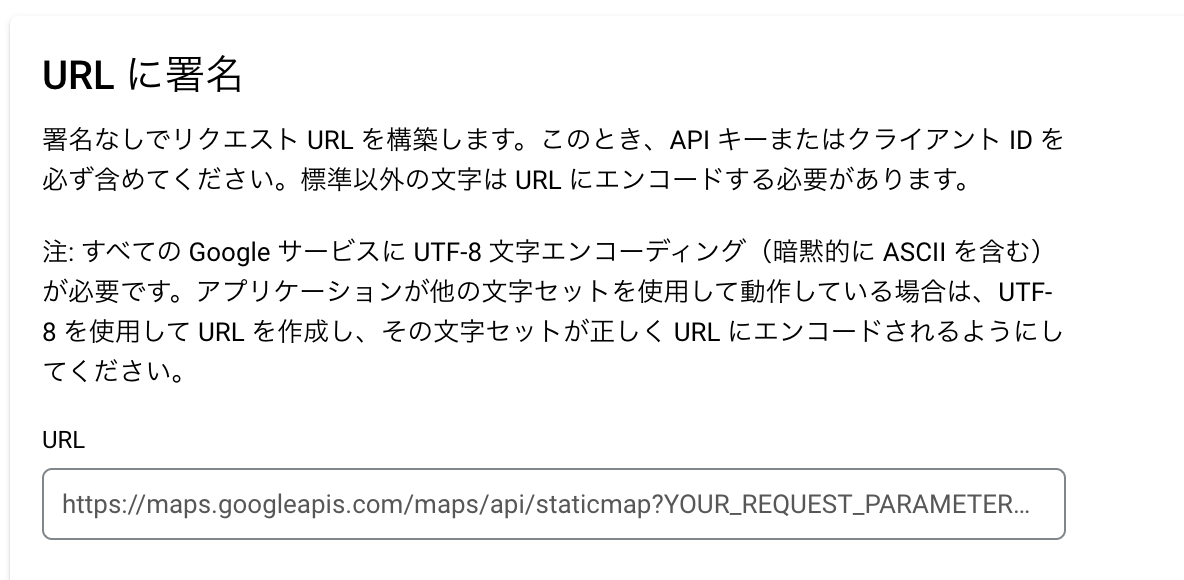 URL に署名
署名なしでリクエスト URL を構築します。このとき、API キーまたはクライアント ID を
必ず含めてください。標準以外の文字は URL にエンコードする必要があります。
注: すべての Google サービスに UTF-8 文字エンコーディング（暗黙的に ASCII を含む）
が必要です。アプリケーションが他の文字セットを使用して動作している場合は、UTF-
8 を使用して URL を作成し、その文字セットが正しく URL にエンコードされるようにし
てください。
URL
https://maps.googleapis.com/maps/api/staticmap?YOUR_REQUEST_PARAMETER...